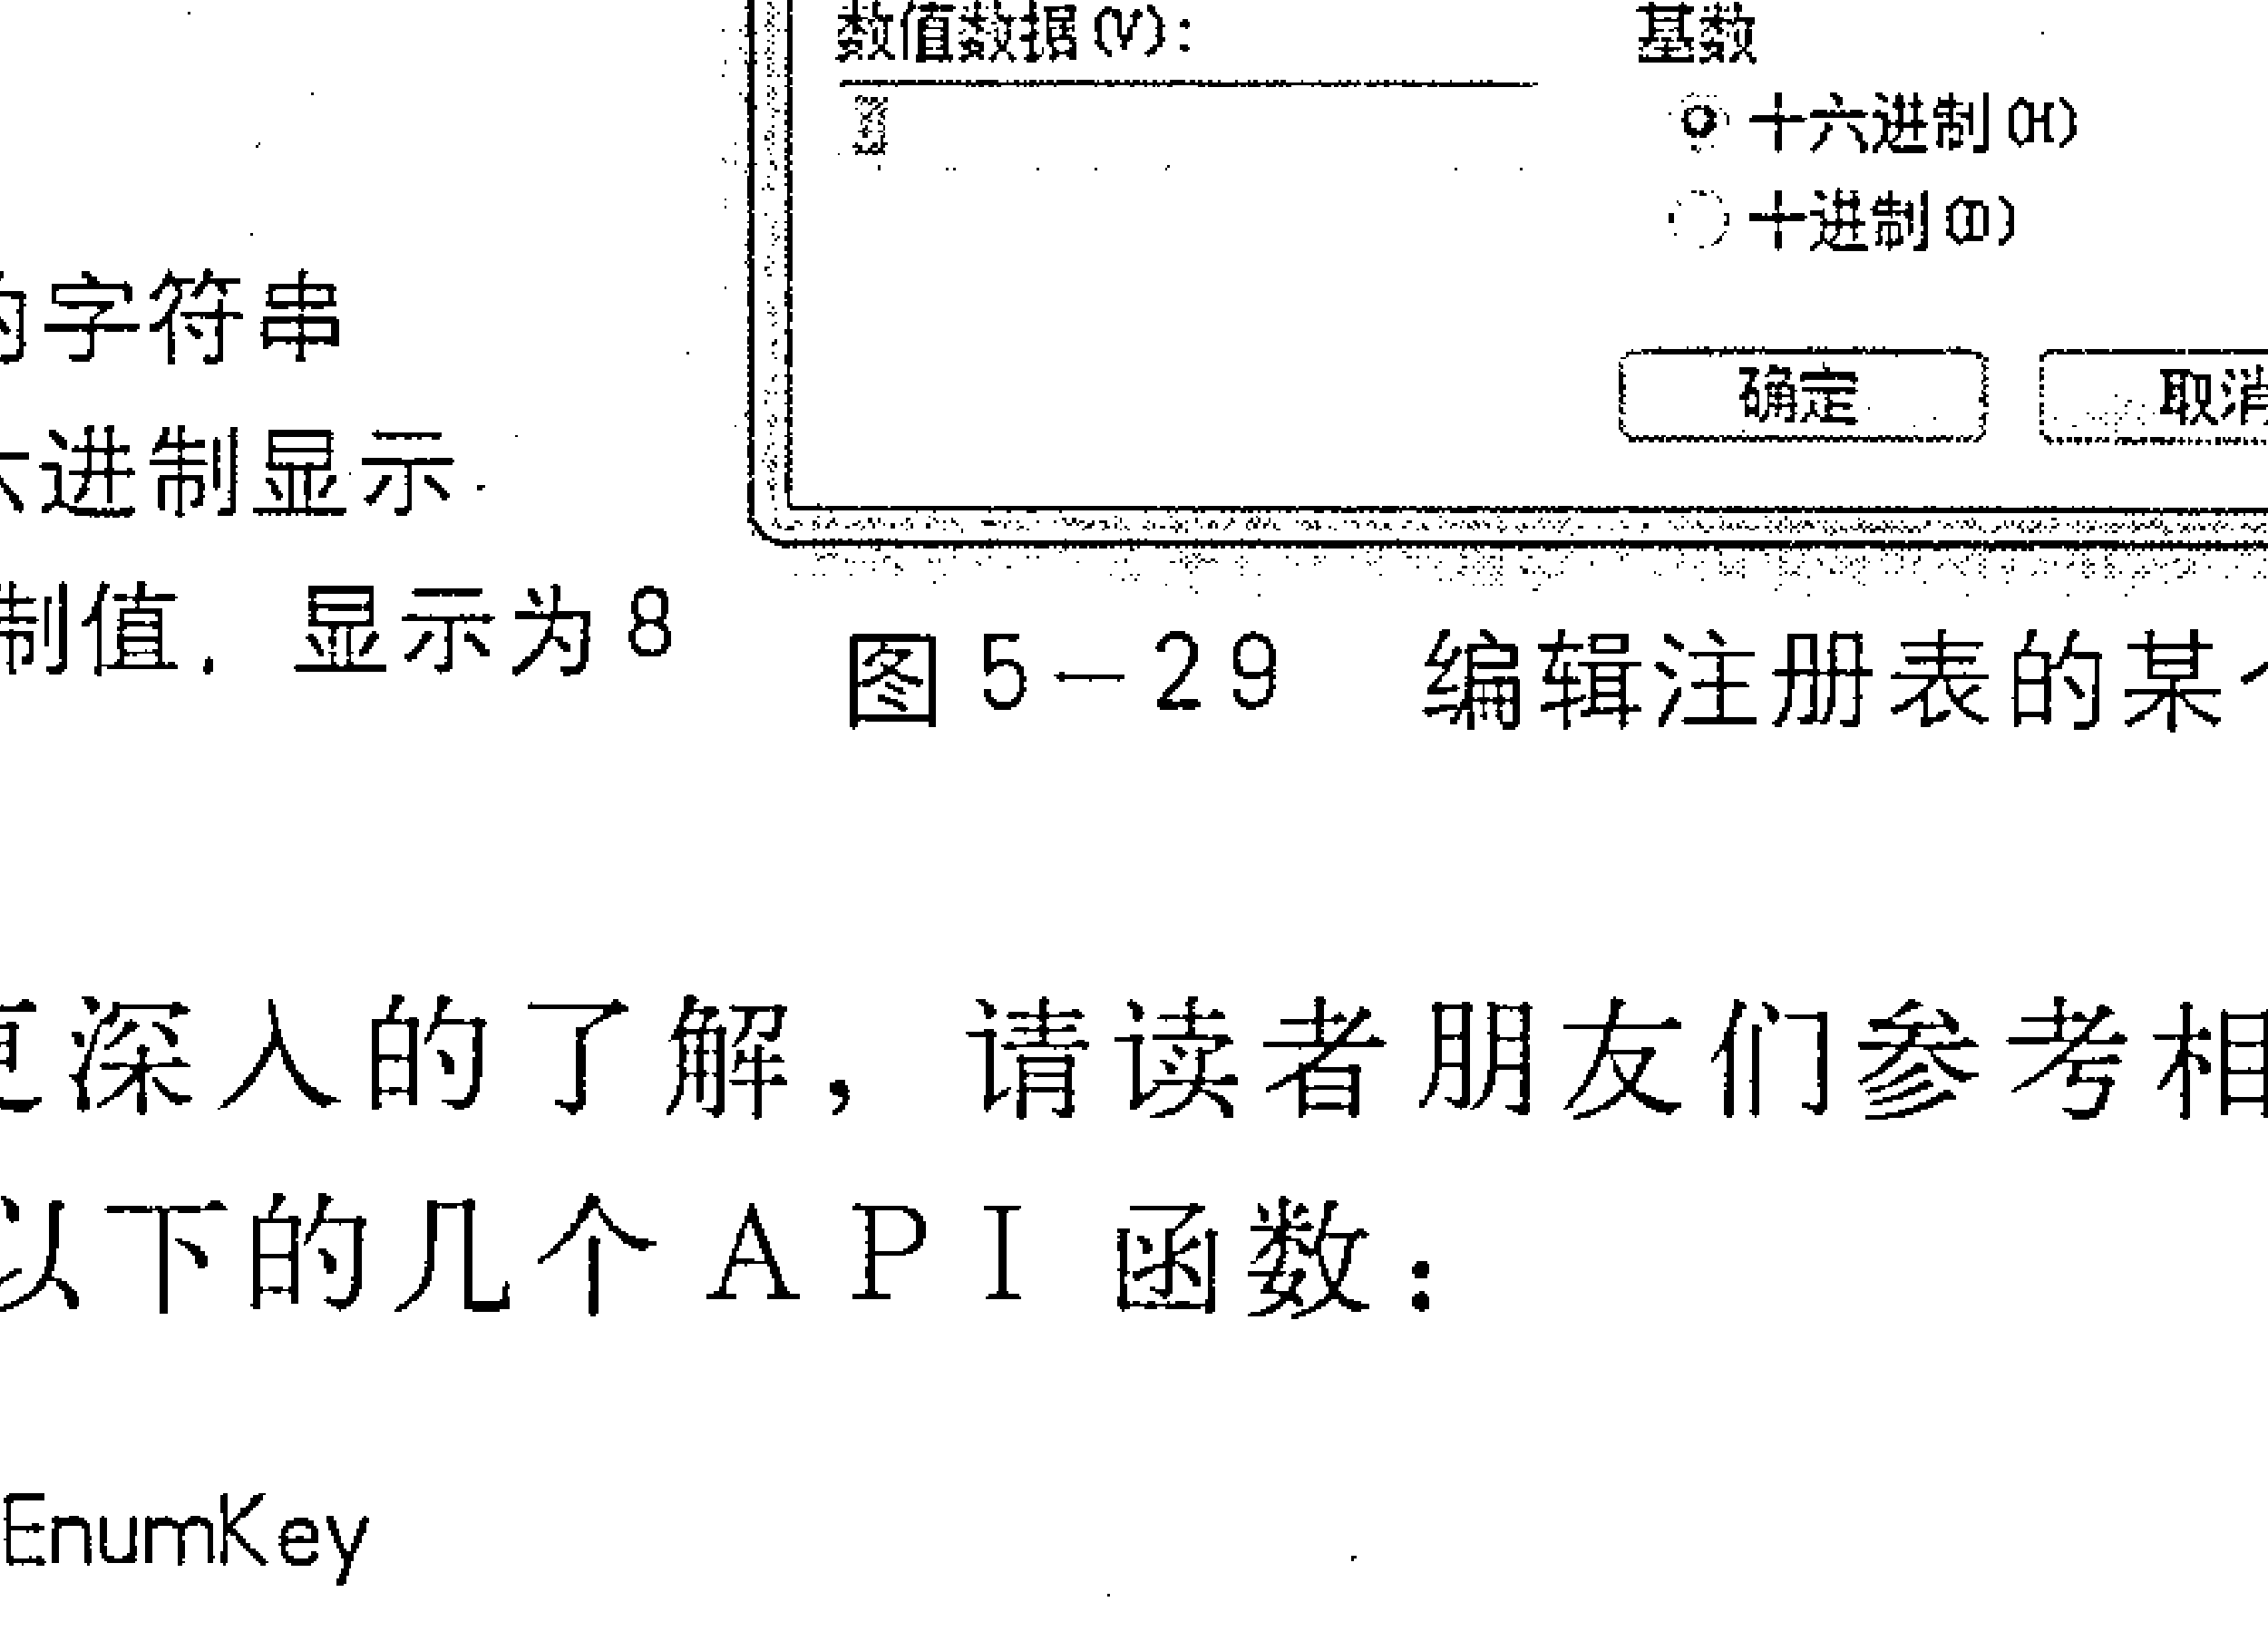 数值数据(V):
基数
十六进制(H)
十进制(D)
确定
取消
的字符串
六进制显示
制值, 显示为8
图5-29 编辑注册表的某个
更深入的了解，请读者朋友们参考相
以下的几个API函数：
EnumKey